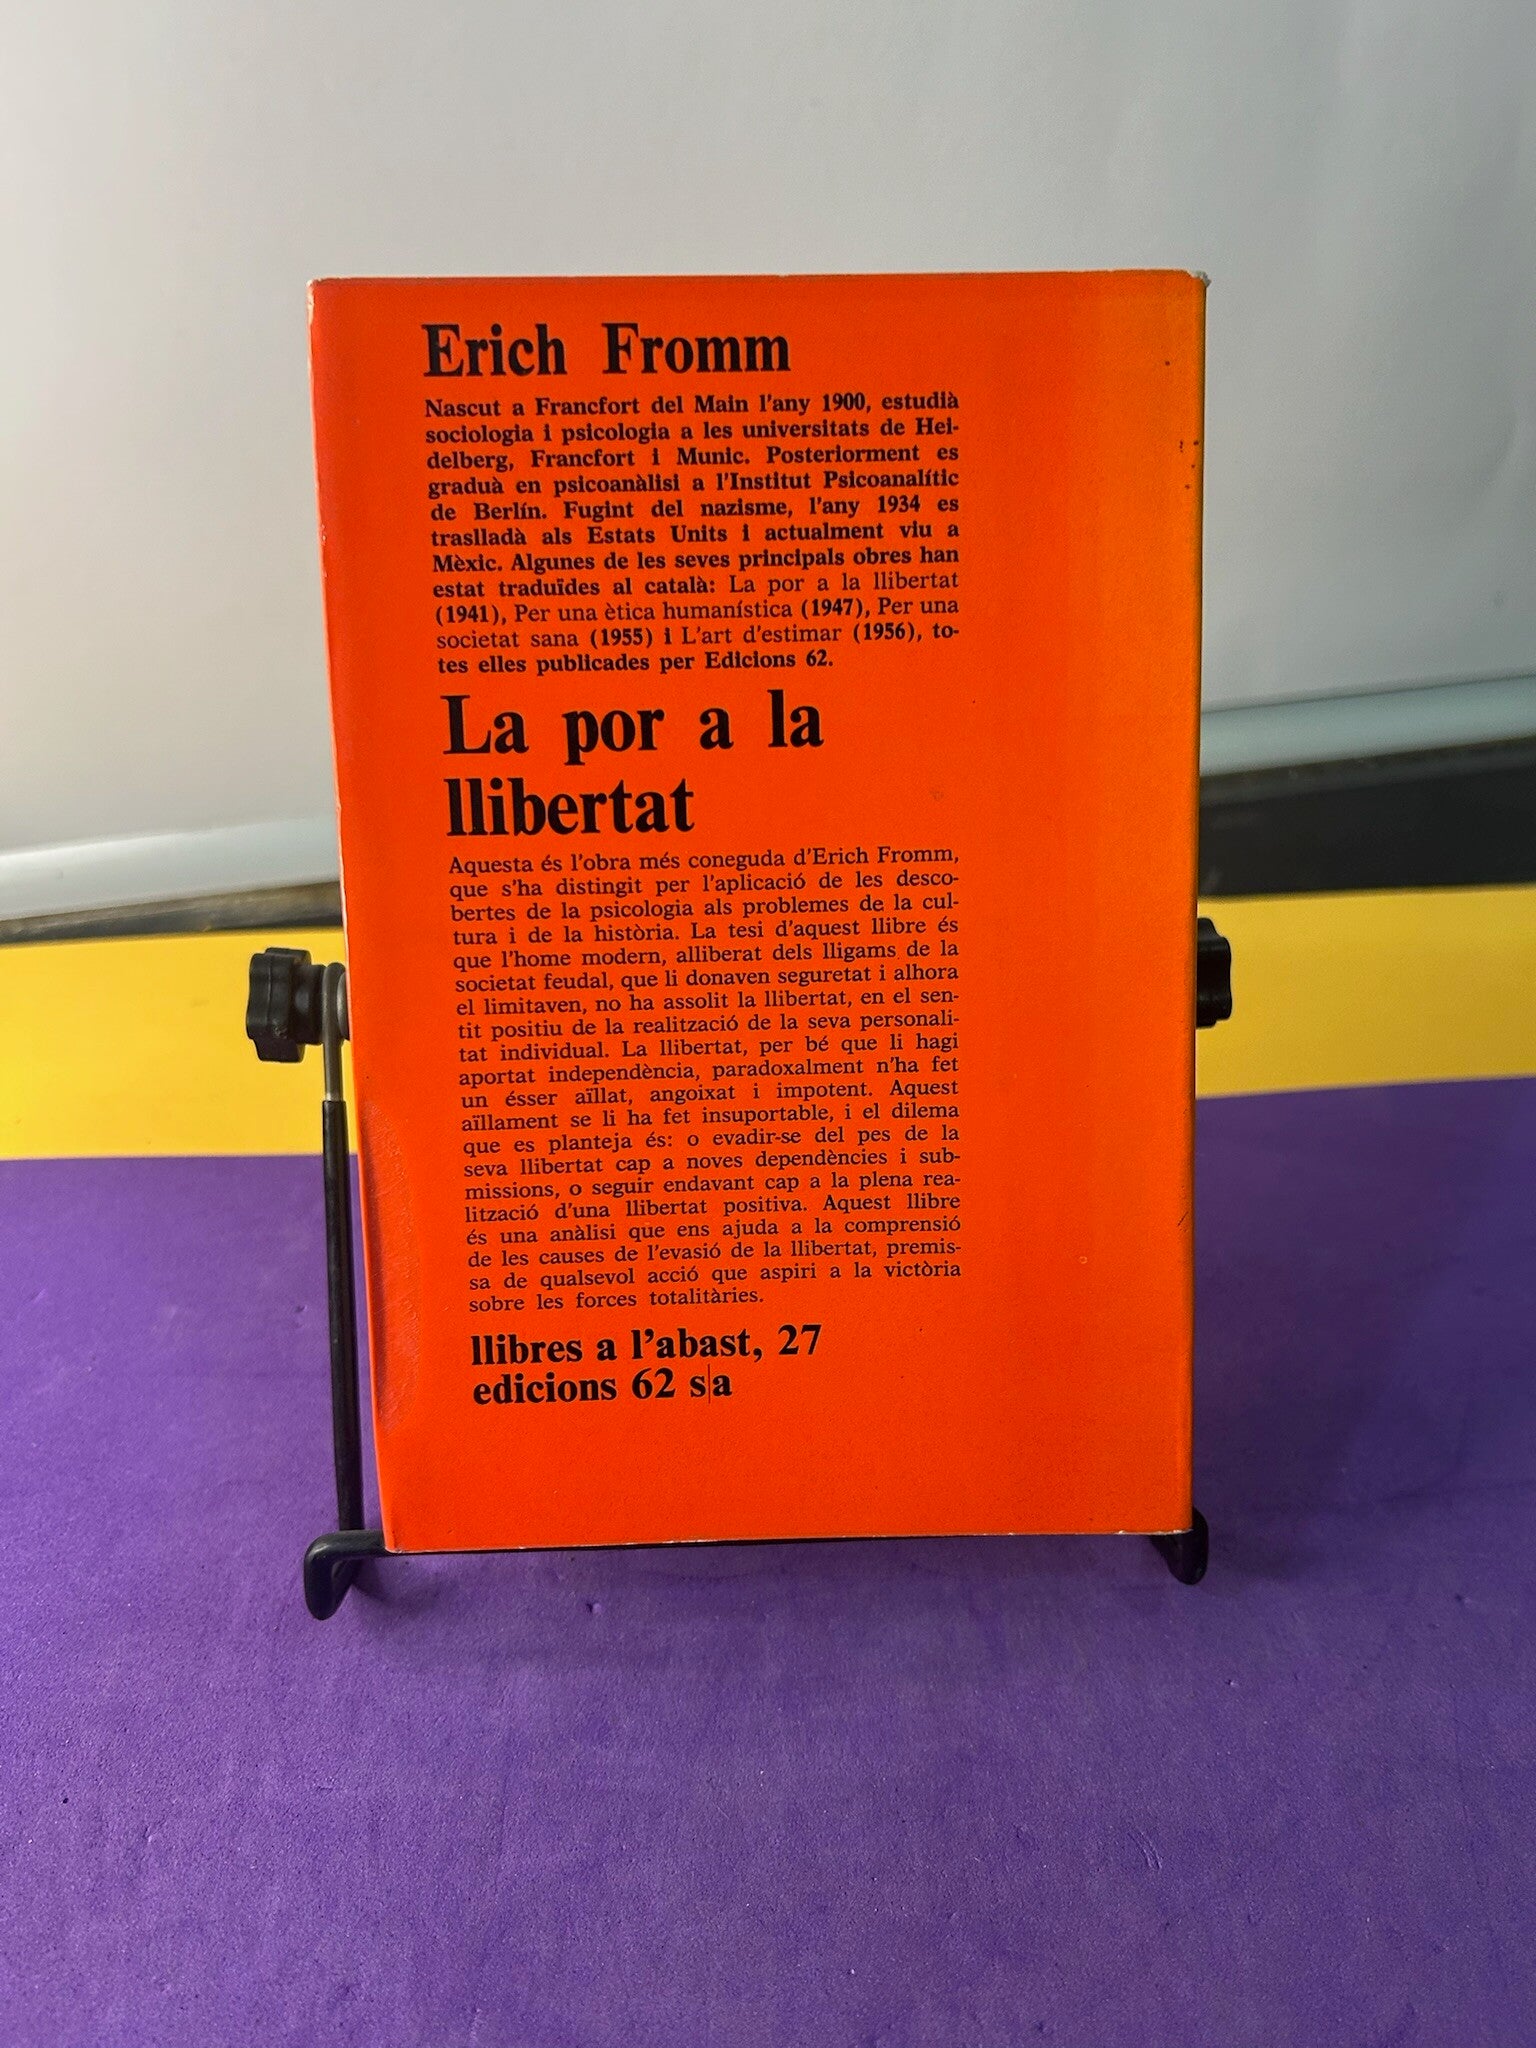 Erich Fromm
Nascut a Francfort del Main l'any 1900, estudià
sociologia i psicologia a les universitats de Hei-
delberg, Francfort i Munic. Posteriorment es
graduà en psicoanàlisi a l'Institut Psicoanalític
de Berlín. Fugint del nazisme, l'any 1934 es
traslladà als Estats Units i actualment viu a
Mèxic. Algunes de les seves principals obres han
estat traduïdes al català: La por a la llibertat
(1941), Per una ètica humanística (1947), Per una
societat sana (1955) i L'art d'estimar (1956), to-
tes elles publicades per Edicions 62.
La por a la
llibertat
Aquesta és l'obra més coneguda d'Erich Fromm,
que s'ha distingit per l'aplicació de les desco-
bertes de la psicologia als problemes de la cul-
tura i de la història. La tesi d'aquest llibre és
que l'home modern, alliberat dels lligams de la
societat feudal, que li donaven seguretat i alhora
el limitaven, no ha assolit la llibertat, en el sen-
tit positiu de la realització de la seva personali-
tat individual. La llibertat, per bé que li hagi
aportat independència, paradoxalment n'ha fet
un ésser aïllat, angoixat i impotent. Aquest
aïllament se li ha fet insuportable, i el dilema
que es planteja és: o evadir-se del pes de la
seva llibertat cap a noves dependències i sub-
missions, o seguir endavant cap a la plena rea-
lització d'una llibertat positiva. Aquest llibre
és una anàlisi que ens ajuda a la comprensió
de les causes de l'evasió de la llibertat, premis-
sa de qualsevol acció que aspiri a la victòria
sobre les forces totalitàries.
llibres a l'abast, 27
edicions 62 s|a